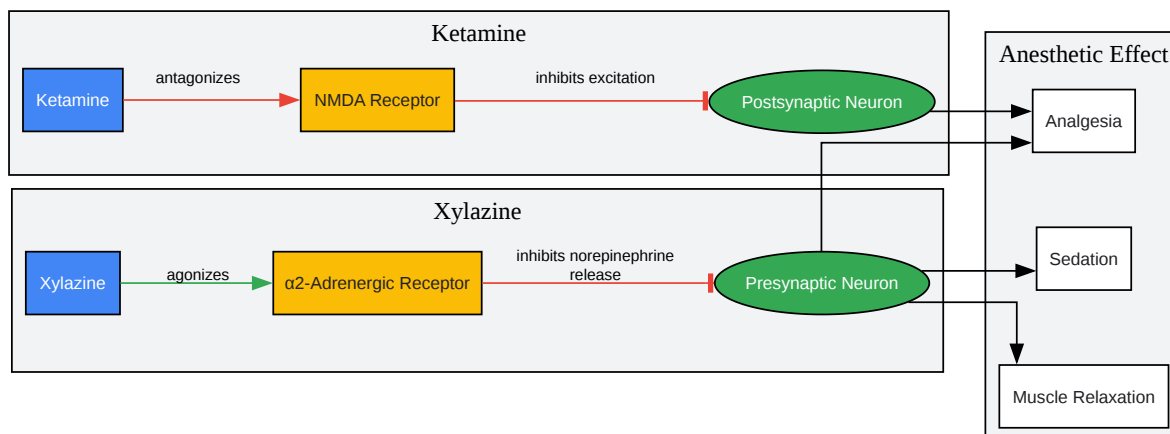 Ketamine
Anesthetic Effect
Ketamine
antagonizes
NMDA Receptor
inhibits excitation
Postsynaptic Neuron
Analgesia
Xylazine
Xylazine
agonizes
α2-Adrenergic Receptor
inhibits norepinephrine
release
Presynaptic Neuron
Sedation
Muscle Relaxation